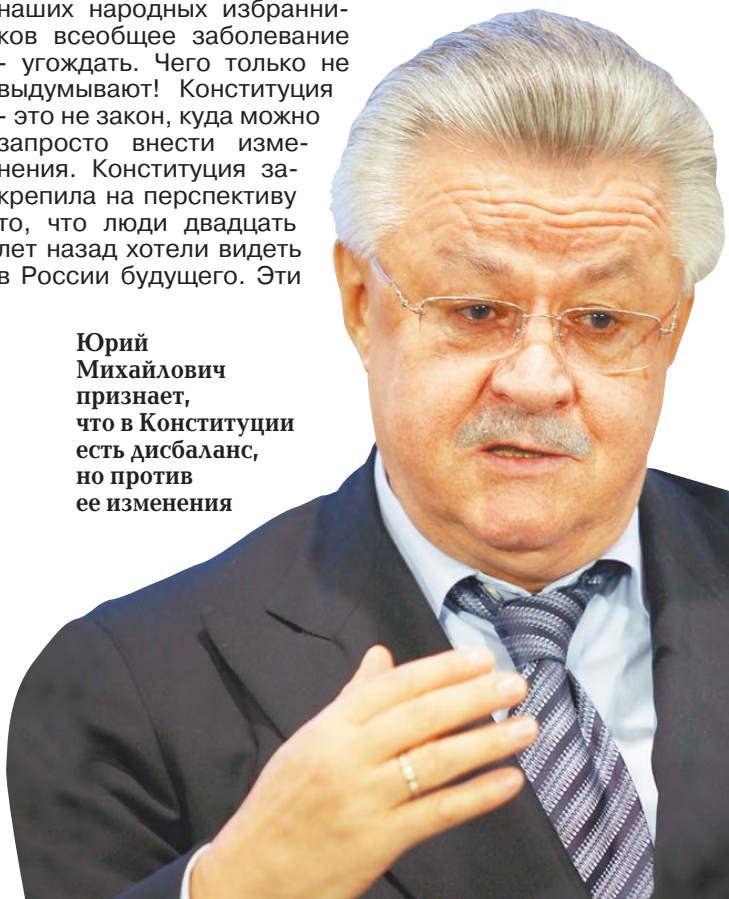 наших народных избранни-
ков всеобщее заболевание
- угождать. Чего только не
выдумывают! Конституция
- это не закон, куда можно
запросто внести изме-
нения. Конституция за-
крепила на перспективу
то, что люди двадцать
лет назад хотели видеть
в России будущего. Эти
Юрий
Михайлович
признает,
что в Конституции
есть дисбаланс,
но против
ее изменения